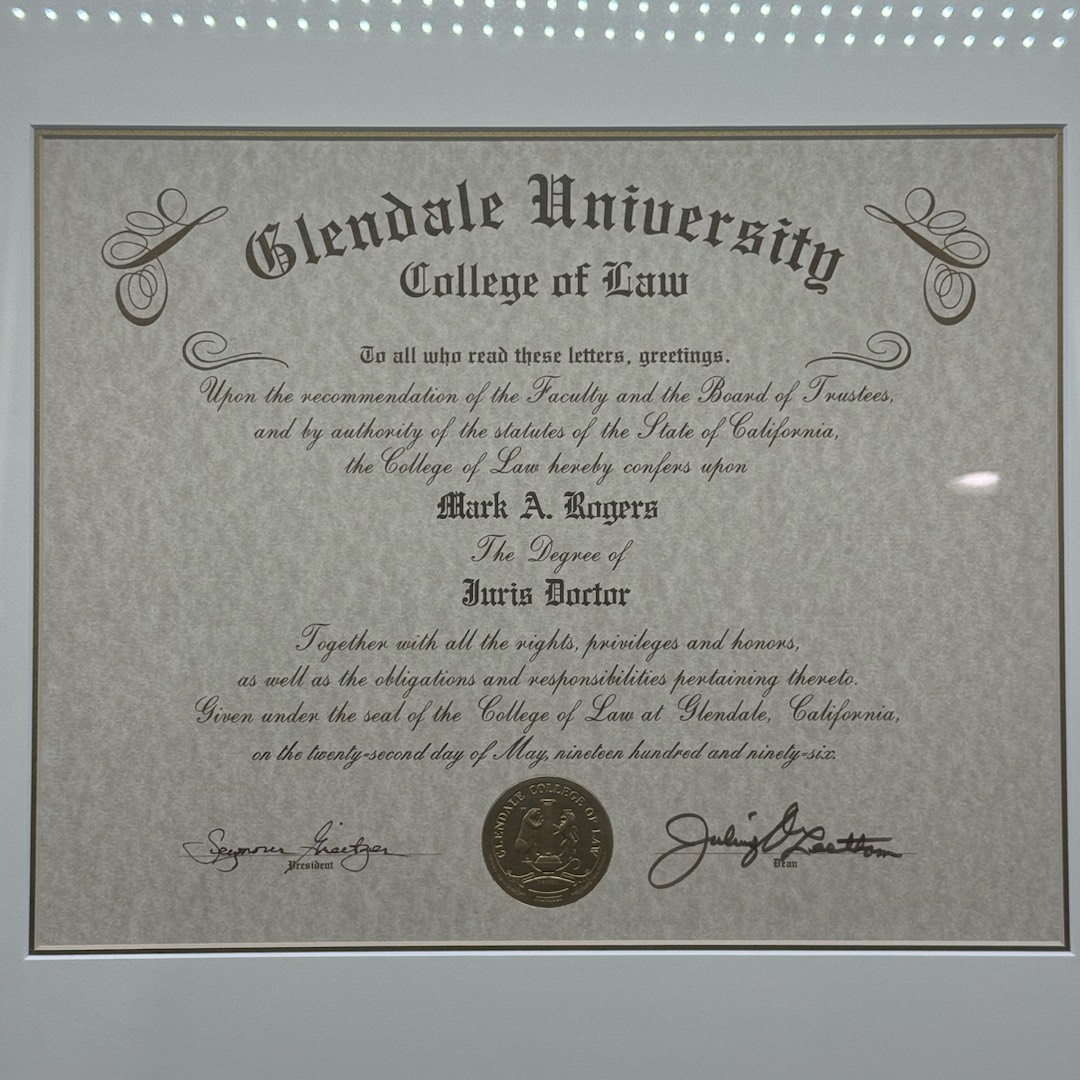 Glendale University
College of Law
To all who read these letters, greetings.
Upon the recommendation of the Faculty and the Board of Trustees,
and by authority of the statutes of the State of California,
the College of Law hereby confers upon
Mark A. Rogers
The Degree of
Juris Doctor
Together with all the rights, privileges and honors,
as well as the obligations and responsibilities pertaining thereto.
Given under the seal of the College of Law at Glendale, California,
on the twenty-second day of May, nineteen hundred and ninety-six.
GLENDALE COLLEGE OF LAW
Seymour Greitzer
President
Dean